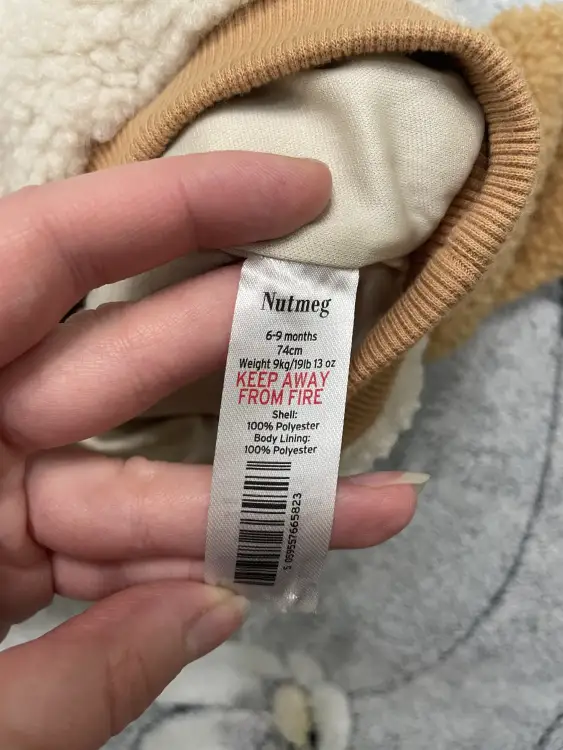 Nutmeg
6-9 months
74cm
Weight 9kg/19lb 13 oz
KEEP AWAY
FROM FIRE
Shell:
100% Polyester
Body Lining:
100% Polyester
5 059557665823